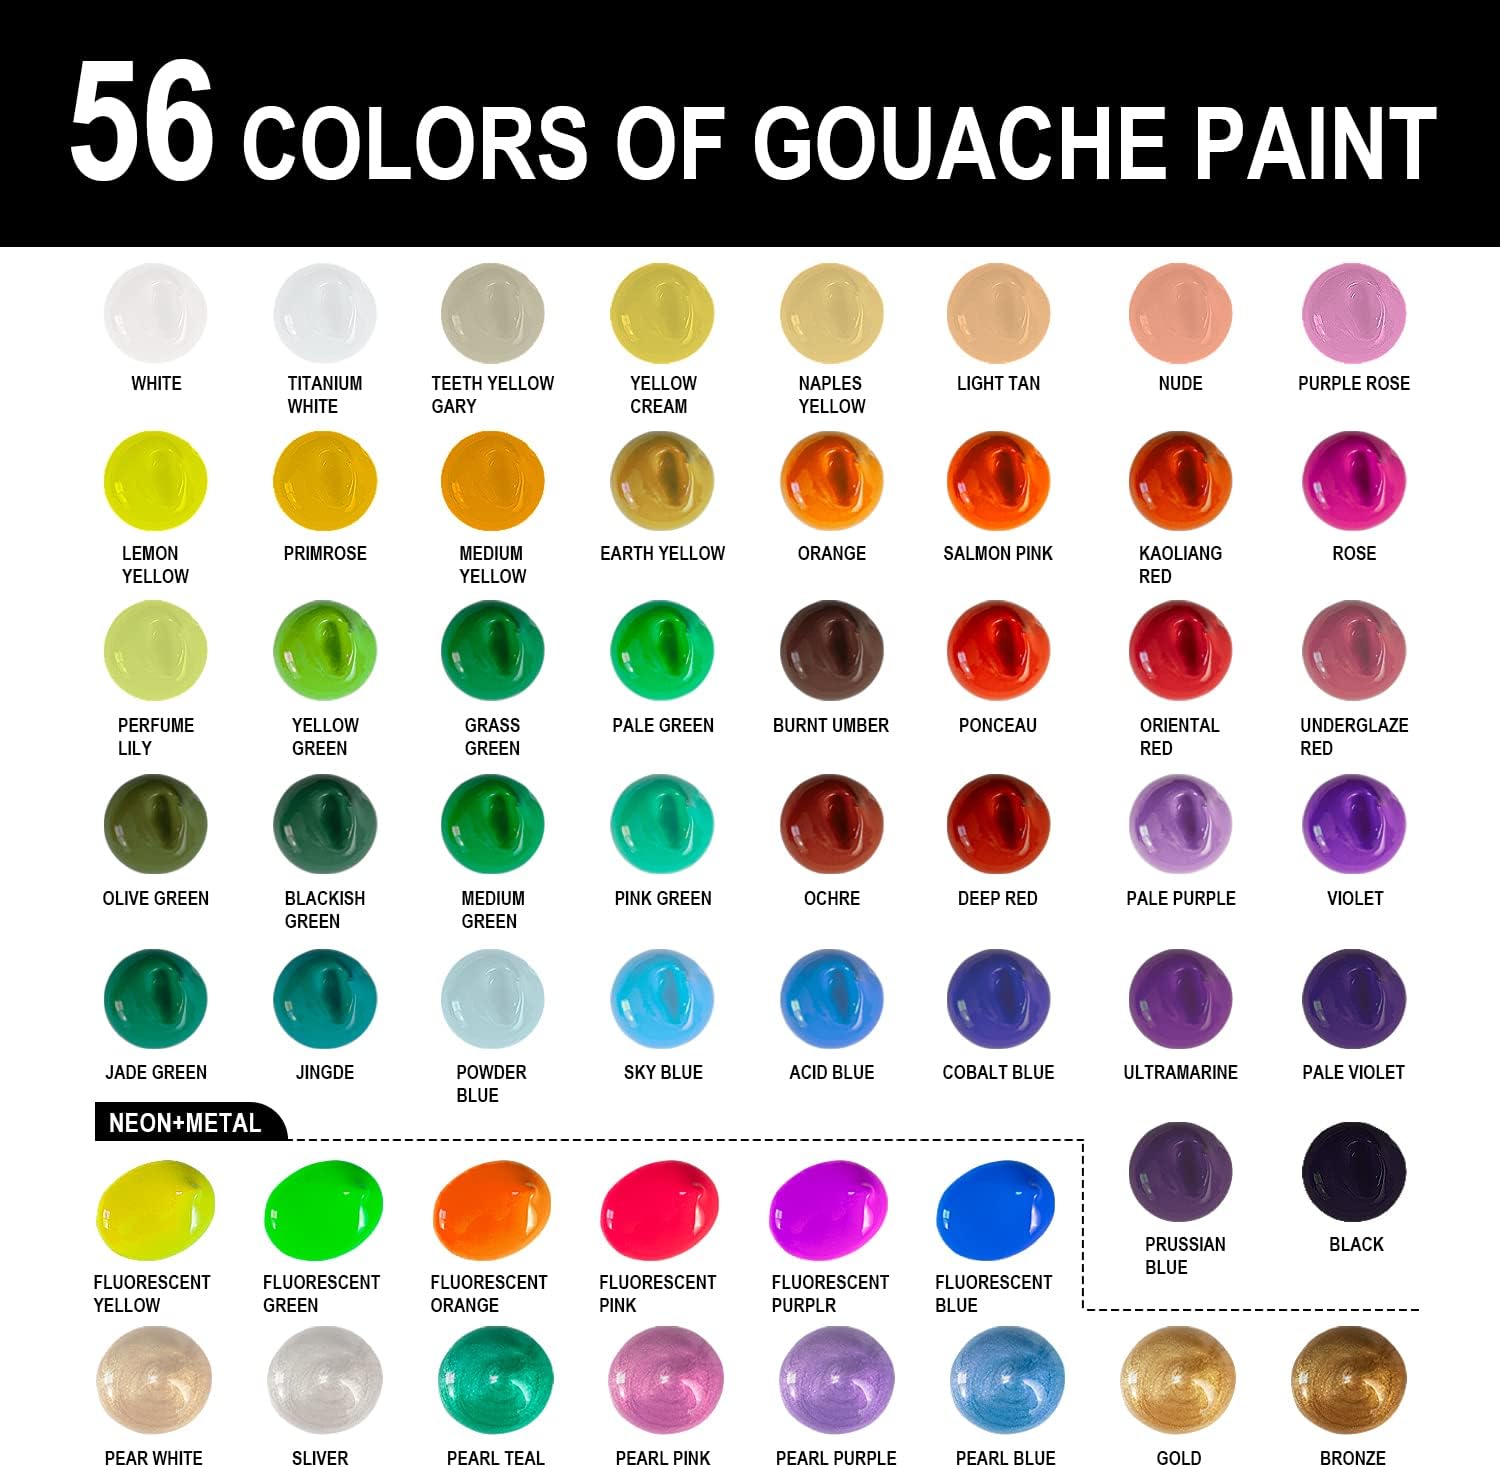 56 COLORS OF GOUACHE PAINT
WHITE
TITANIUM
WHITE
TEETH YELLOW
GARY
YELLOW
CREAM
NAPLES
YELLOW
LIGHT TAN
NUDE
PURPLE ROSE
LEMON
YELLOW
PRIMROSE
MEDIUM
YELLOW
EARTH YELLOW
ORANGE
SALMON PINK
KAOLIANG
RED
ROSE
PERFUME
LILY
YELLOW
GREEN
GRASS
GREEN
PALE GREEN
BURNT UMBER
PONCEAU
ORIENTAL
RED
UNDERGLAZE
RED
OLIVE GREEN
BLACKISH
GREEN
MEDIUM
GREEN
PINK GREEN
OCHRE
DEEP RED
PALE PURPLE
VIOLET
JADE GREEN
JINGDE
POWDER
BLUE
SKY BLUE
ACID BLUE
COBALT BLUE
ULTRAMARINE
PALE VIOLET
PRUSSIAN
BLUE
BLACK
NEON+METAL
FLUORESCENT
YELLOW
FLUORESCENT
GREEN
FLUORESCENT
ORANGE
FLUORESCENT
PINK
FLUORESCENT
PURPLR
FLUORESCENT
BLUE
PEAR WHITE
SLIVER
PEARL TEAL
PEARL PINK
PEARL PURPLE
PEARL BLUE
GOLD
BRONZE